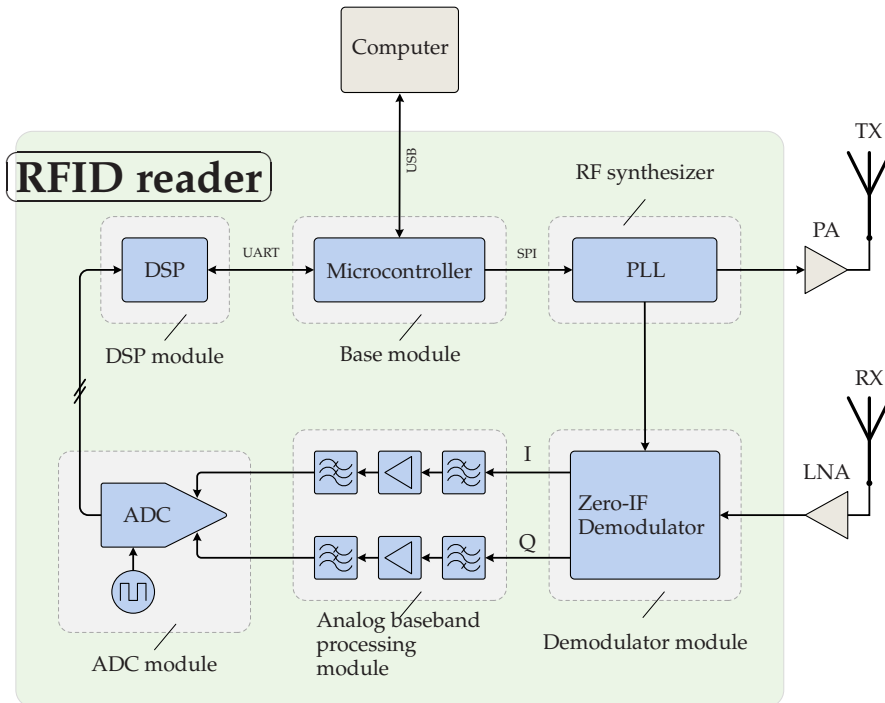 Computer
TX
USB
RFID reader
RF synthesizer
PA
DSP
UART
Microcontroller
SPI
PLL
DSP module
Base module
RX
I
LNA
ADC
Zero-IF
Demodulator
Q
Analog baseband
processing
module
Demodulator module
ADC module